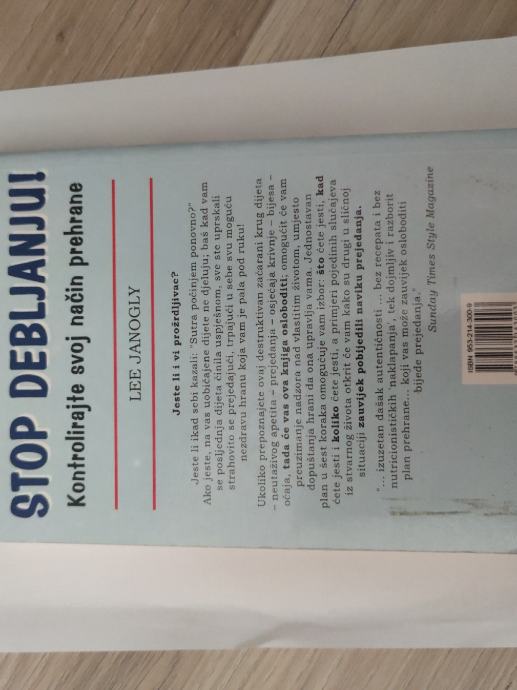 STOP DEBLJANJU!
Kontrolirajte svoj način prehrane
LEE JANOGLY
Jeste li i vi proždrljivac?
Jeste li ikad sebi kazali: "Sutra počinjem ponovno?"
Ako jeste, na vas uobičajene dijete ne djeluju; baš kad vam
se posljednja dijeta činila uspješnom, sve ste uprskali
strahovito se prejedajući, trpajući u sebe svu moguću
nezdravu hranu koja vam je pala pod ruku!
Ukoliko prepoznajete ovaj destruktivan začarani krug dijeta
– neutaživog apetita – prejedanja – osjećaja krivnje – bijesa –
očaja, tada će vas ova knjiga osloboditi; omogućit će vam
preuzimanje nadzora nad vlastitim životom, umjesto
dopuštanja hrani da ona upravlja vama. Jednostavan
plan u šest koraka omogućuje vam izbor: što ćete jesti, kad
ćete jesti i koliko ćete jesti, a primjeri pojedinih slučajeva
iz stvarnog života otkrit će vam kako su drugi u sličnoj
situaciji zauvijek pobijedili naviku prejedanja.
"... izuzetan dašak autentičnosti ... bez recepata i bez
nutricionističkih 'naklapanja', tek dojmljiv i razborit
plan prehrane... koji vas može zauvijek osloboditi
bijede prejedanja."
Sunday Times Style Magazine
ISBN 953-214-300-9